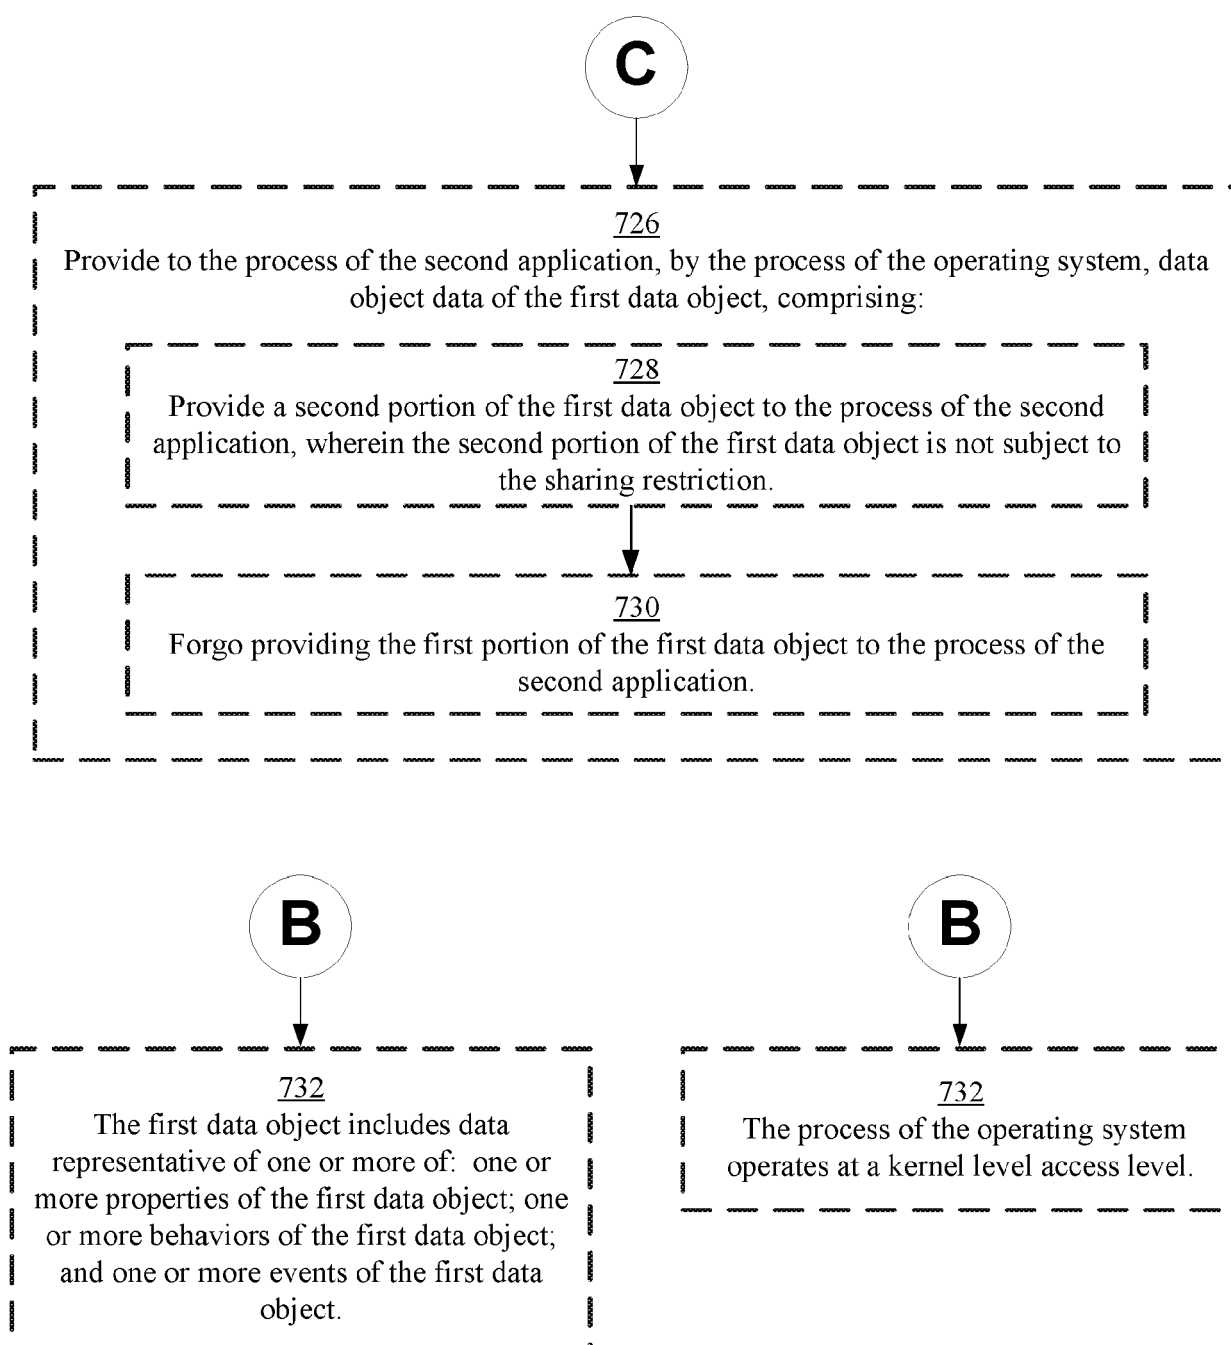 C
726
Provide to the process of the second application, by the process of the operating system, data
object data of the first data object, comprising:
728
Provide a second portion of the first data object to the process of the second
application, wherein the second portion of the first data object is not subject to
the sharing restriction.
730
Forgo providing the first portion of the first data object to the process of the
second application.
B
732
The first data object includes data
representative of one or more of: one or
more properties of the first data object; one
or more behaviors of the first data object;
and one or more events of the first data
object.
B
732
The process of the operating system
operates at a kernel level access level.